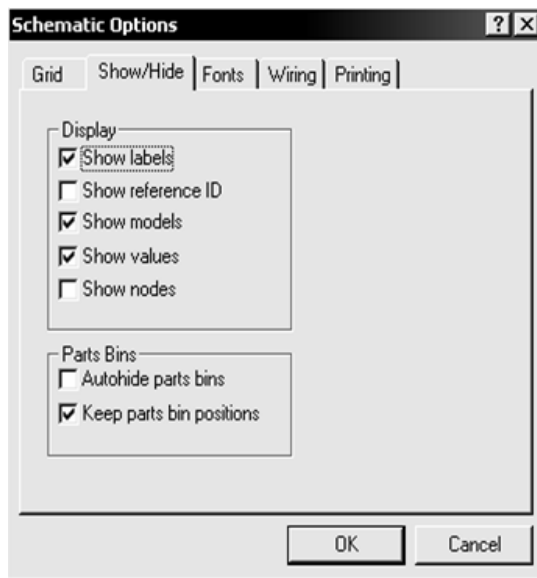 Schematic Options
Grid Show/Hide Fonts Wiring Printing
Display
Show labels
Show reference ID
Show models
Show values
Show nodes
Parts Bins
Autohide parts bins
Keep parts bin positions
OK Cancel